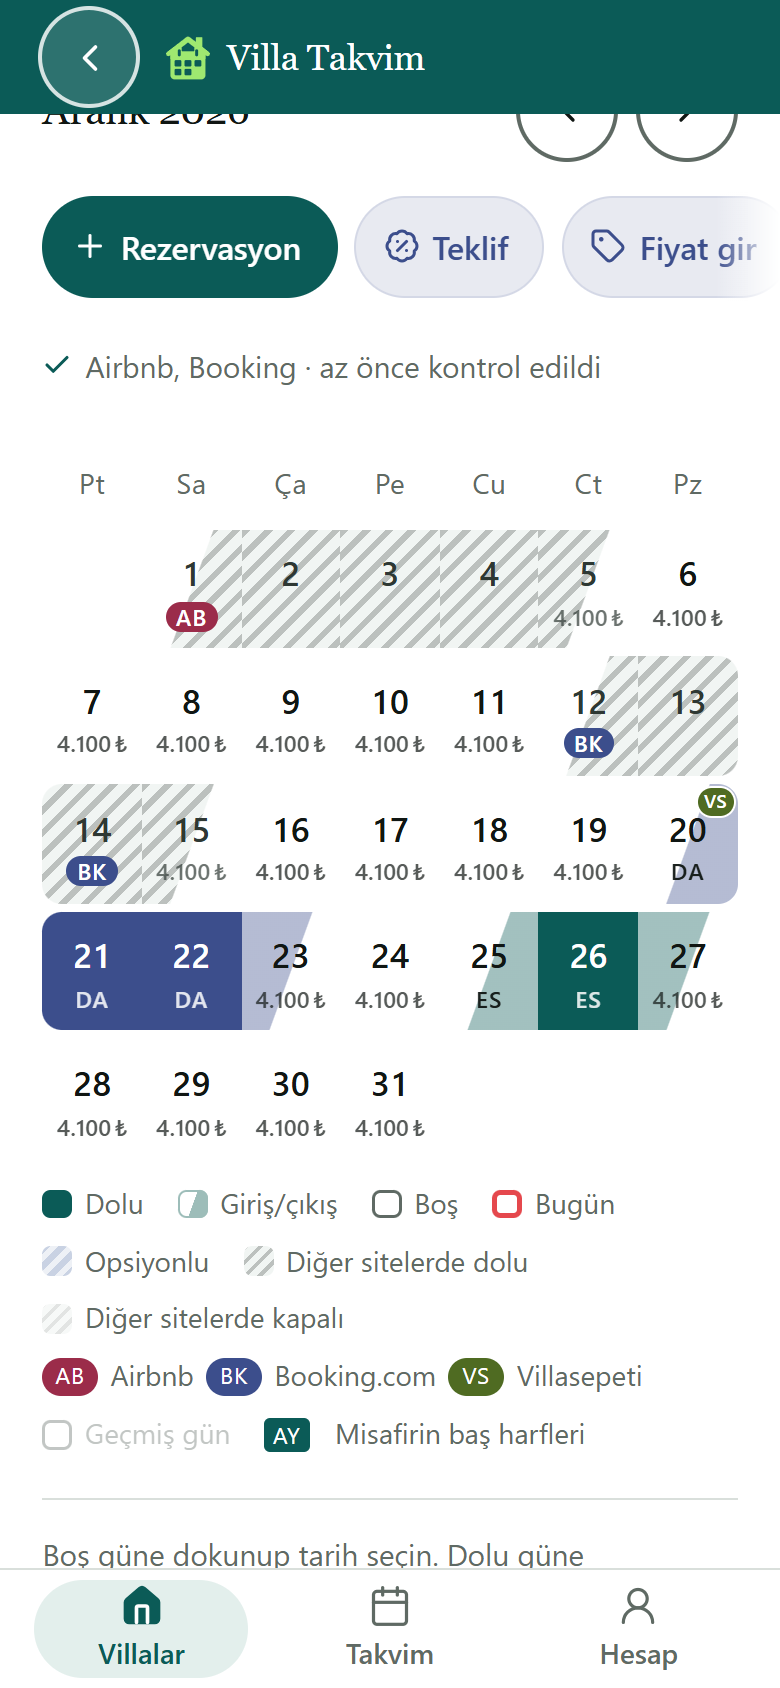 Villa Takvim
Aralık 2026
Rezervasyon
Teklif
Fiyat gir
Airbnb, Booking · az önce kontrol edildi
Pt Sa Ça Pe Cu Ct Pz
1 2 3 4 5 6
AB 4.100 ₺ 4.100 ₺
7 8 9 10 11 12 13
4.100 ₺ 4.100 ₺ 4.100 ₺ 4.100 ₺ 4.100 ₺ BK
VS
14 15 16 17 18 19 20
BK 4.100 ₺ 4.100 ₺ 4.100 ₺ 4.100 ₺ 4.100 ₺ DA
21 22 23 24 25 26 27
DA DA 4.100 ₺ 4.100 ₺ ES ES 4.100 ₺
28 29 30 31
4.100 ₺ 4.100 ₺ 4.100 ₺ 4.100 ₺
Dolu Giriş/çıkış Boş Bugün
Opsiyonlu Diğer sitelerde dolu
Diğer sitelerde kapalı
AB Airbnb BK Booking.com VS Villasepeti
Geçmiş gün AY Misafirin baş harfleri
Boş güne dokunup tarih seçin. Dolu güne
Villalar Takvim Hesap